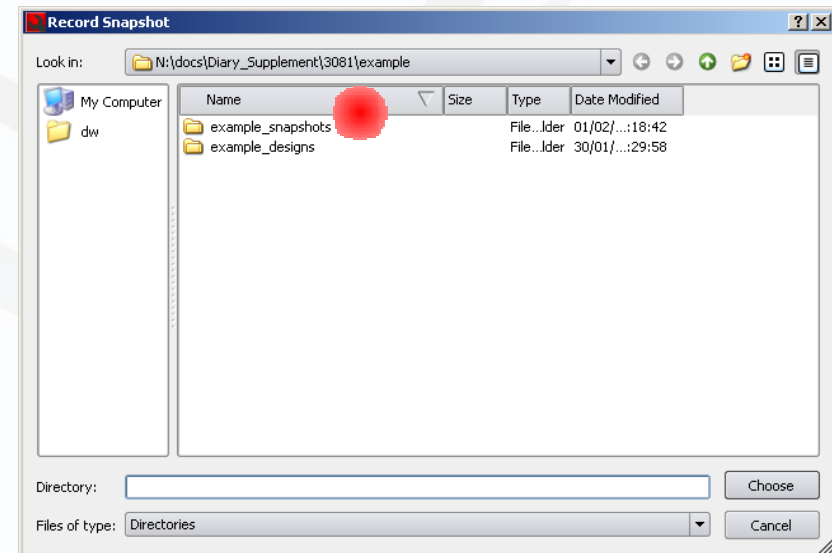 Record Snapshot
Look in: N:\docs\Diary_Supplement\3081\example
My Computer
dw
Name Size Type Date Modified
example_snapshots File...lder 01/02/...:18:42
example_designs File...lder 30/01/...:29:58
Directory: Choose
Files of type: Directories Cancel